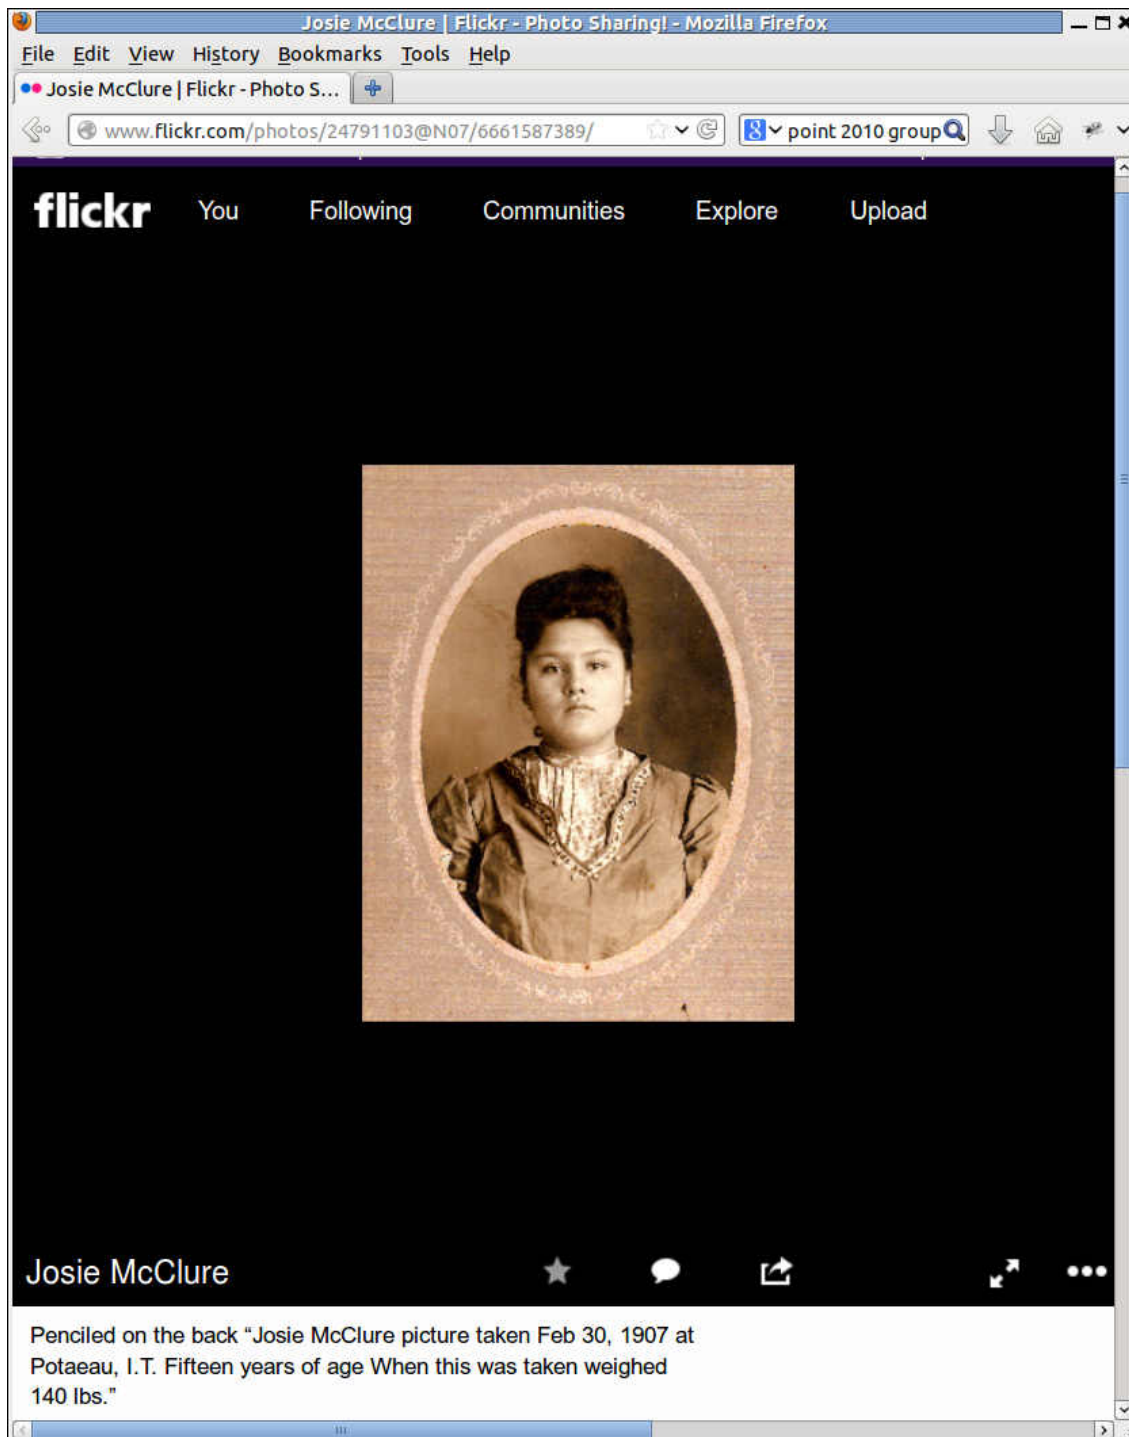 Josie McClure | Flickr - Photo Sharing! - Mozilla Firefox
File Edit View History Bookmarks Tools Help
Josie McClure | Flickr - Photo S...
www.flickr.com/photos/24791103@N07/6661587389/
8 point 2010 group
flickr You Following Communities Explore Upload
Josie McClure
Penciled on the back “Josie McClure picture taken Feb 30, 1907 at
Potaeau, I.T. Fifteen years of age When this was taken weighed
140 lbs.”